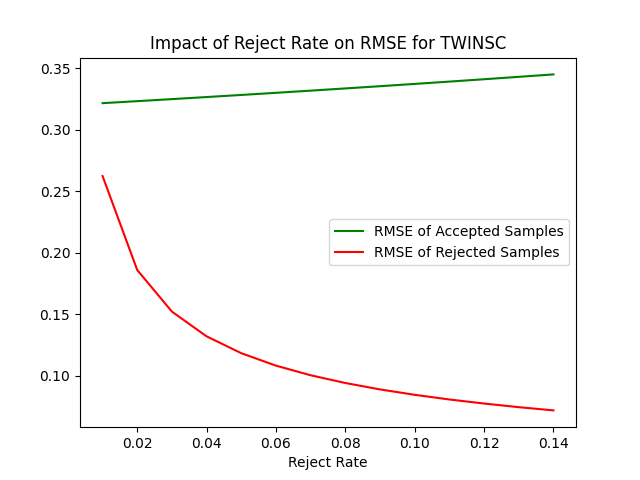 Impact of Reject Rate on RMSE for TWINSC
0.35
0.30
0.25
0.20
0.15
0.10
RMSE of Accepted Samples
RMSE of Rejected Samples
0.02 0.04 0.06 0.08 0.10 0.12 0.14
Reject Rate